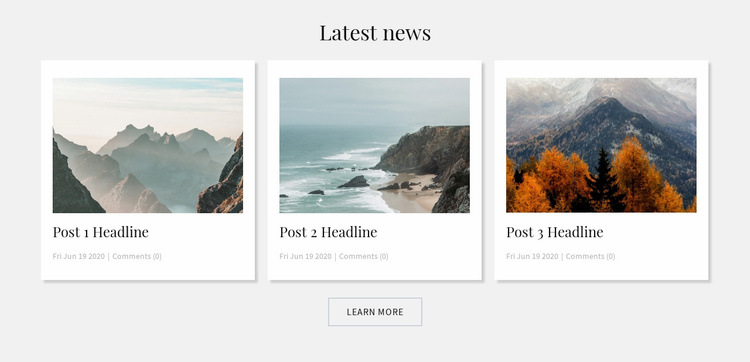 Latest news
Post 1 Headline
Fri Jun 19 2020 | Comments (0)
Post 2 Headline
Fri Jun 19 2020 | Comments (0)
Post 3 Headline
Fri Jun 19 2020 | Comments (0)
LEARN MORE